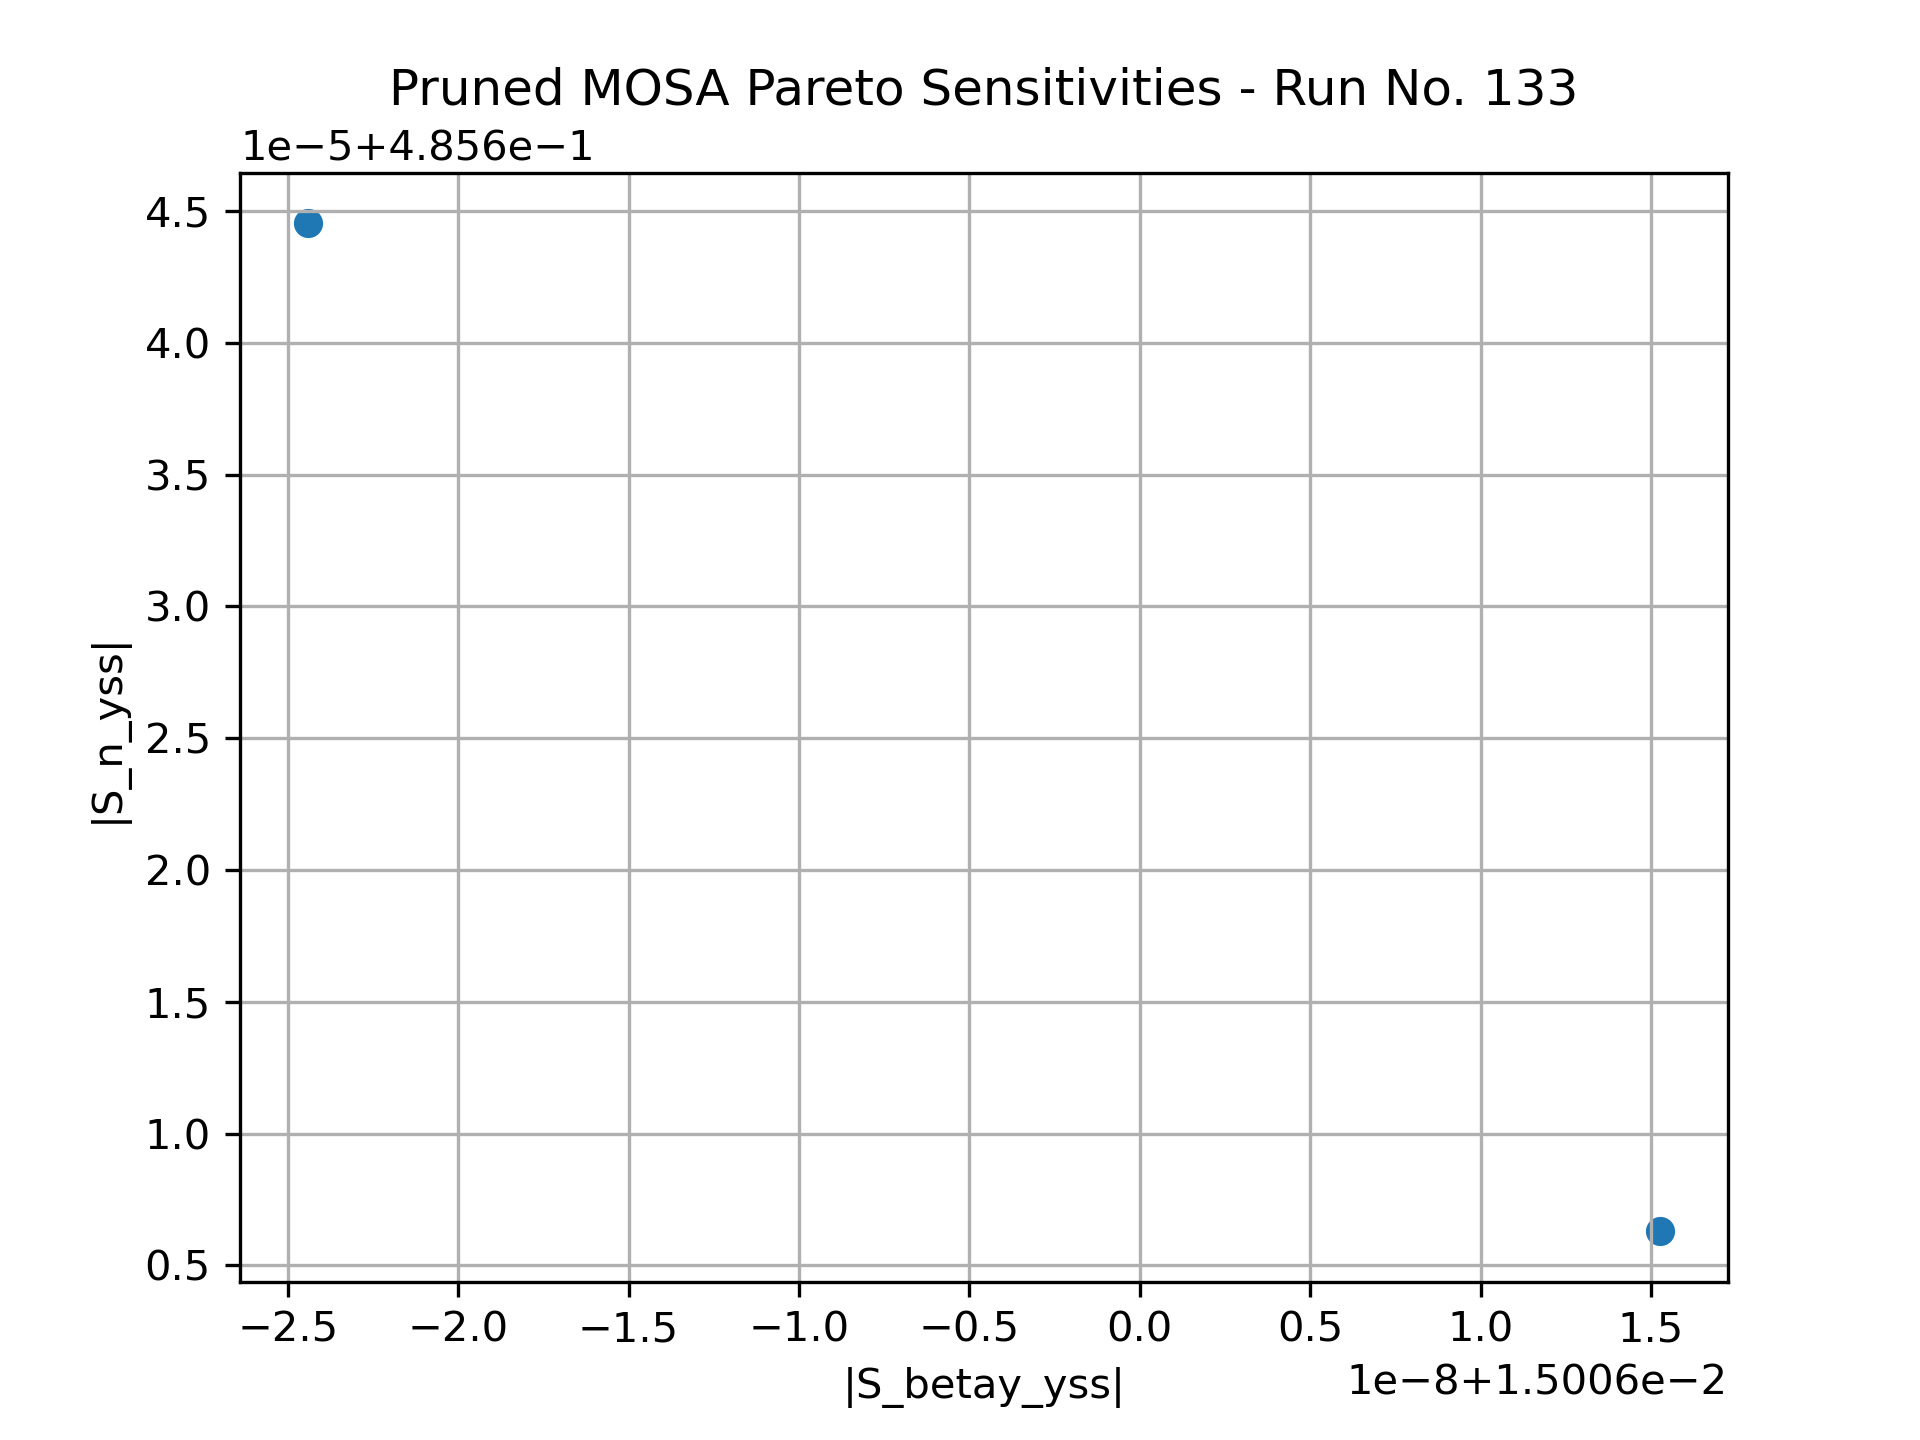 Pruned MOSA Pareto Sensitivities - Run No. 133
1e−5+4.856e−1
4.5
4.0
3.5
3.0
2.5
2.0
1.5
1.0
0.5
|S_n_yss|
−2.5 −2.0 −1.5 −1.0 −0.5 0.0 0.5 1.0 1.5
|S_betay_yss|
1e−8+1.5006e−2